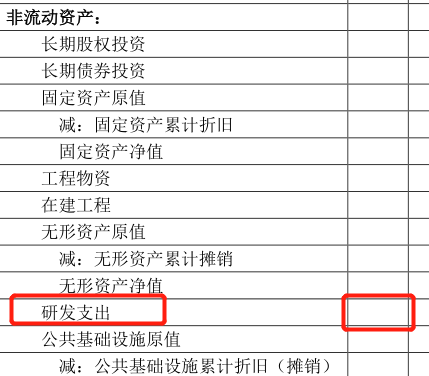 非流动资产：
长期股权投资
长期债券投资
固定资产原值
减：固定资产累计折旧
固定资产净值
工程物资
在建工程
无形资产原值
减：无形资产累计摊销
无形资产净值
研发支出
公共基础设施原值
减：公共基础设施累计折旧（摊销）